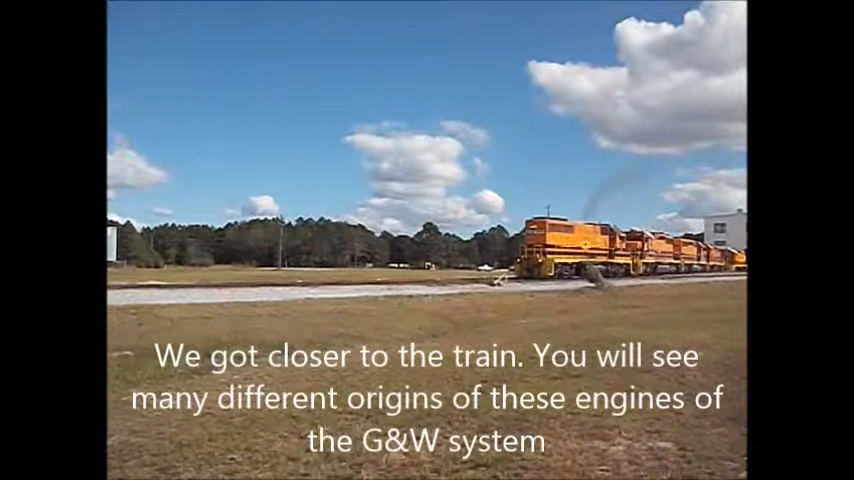 We got closer to the train. You will see
many different origins of these engines of
the G&W system